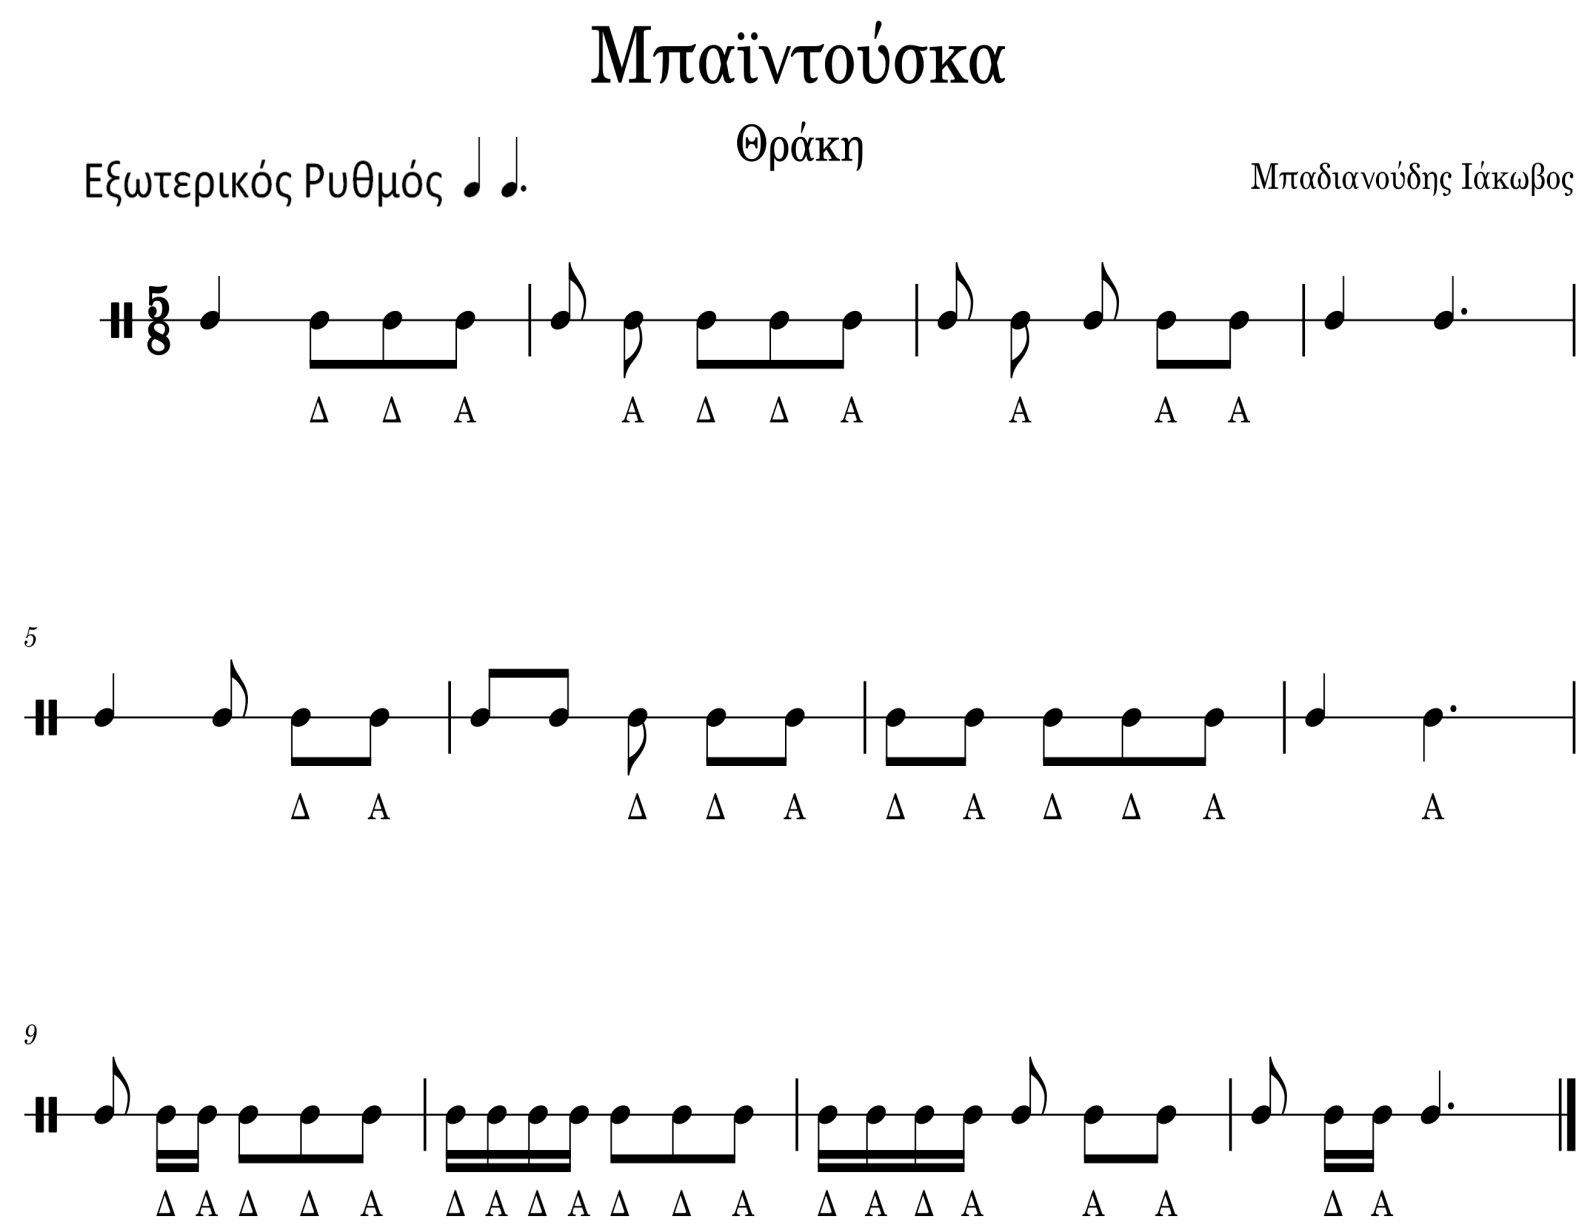 Μπαϊντούσκα
Θράκη
Εξωτερικός Ρυθμός
Μπαδιανούδης Ιάκωβος
5
8
Δ Δ Α Α Δ Δ Α Α Α Α
5
Δ Α Δ Δ Α Δ Α Δ Δ Α Α
9
Δ Α Δ Δ Α Δ Α Δ Α Δ Δ Α Δ Α Δ Α Α Α Δ Α